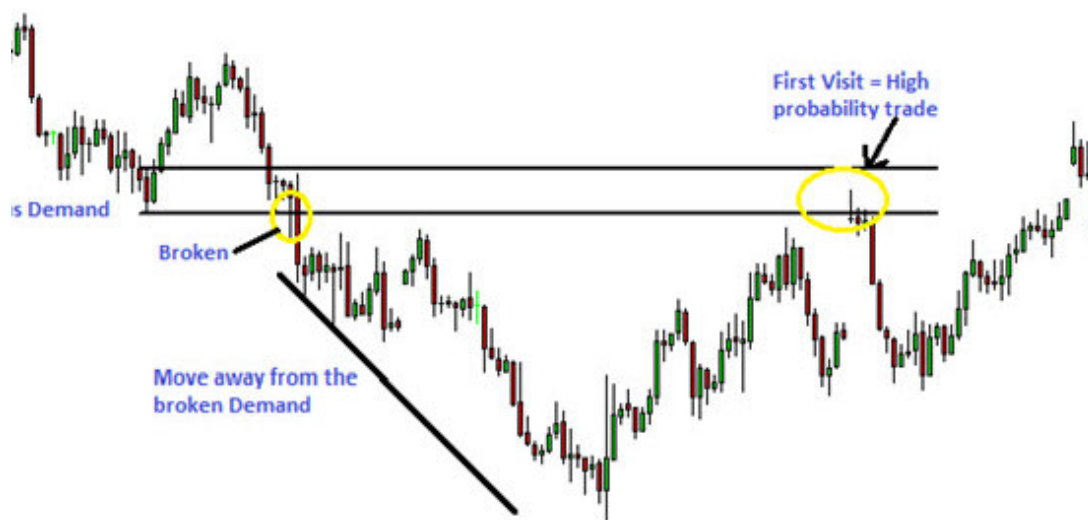 First Visit = High
probability trade
s Demand
Broken
Move away from the
broken Demand